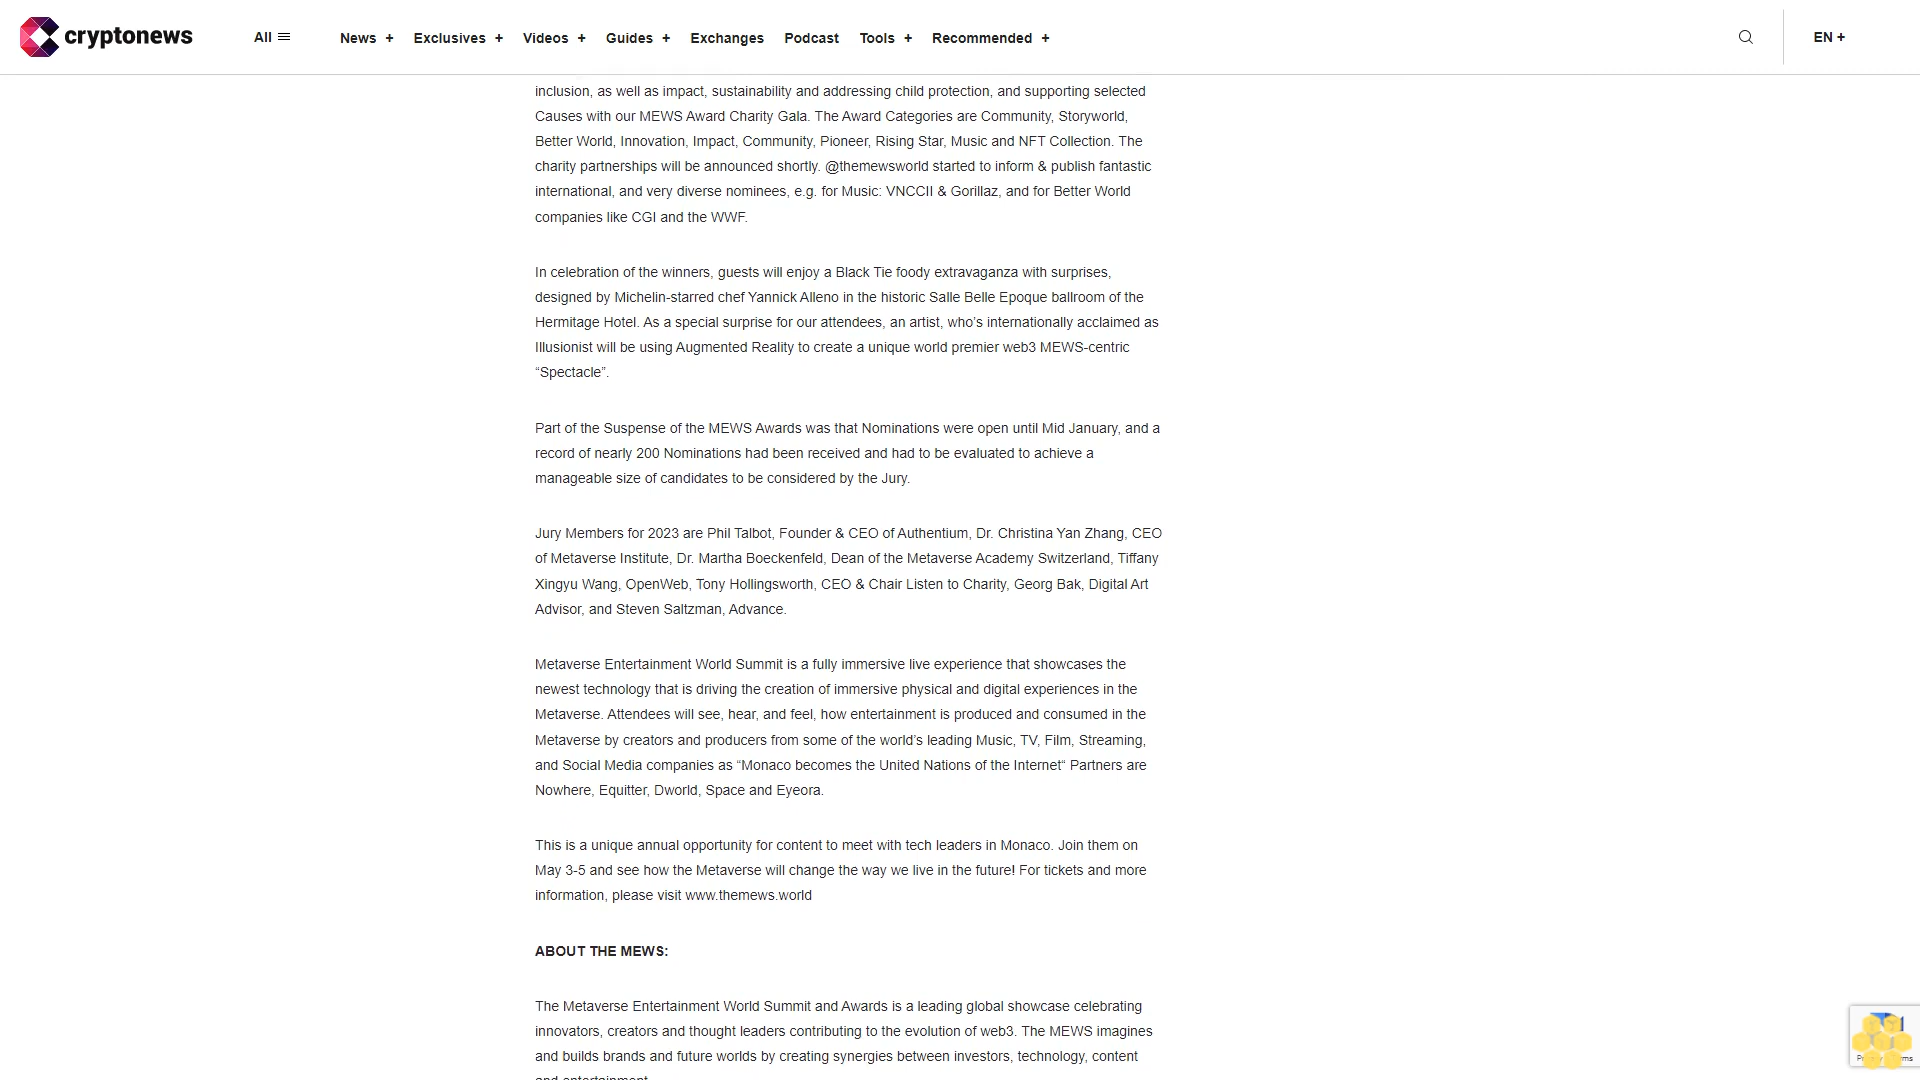 cryptonews
All
News +
Exclusives +
Videos +
Guides +
Exchanges
Podcast
Tools +
Recommended +
EN +
inclusion, as well as impact, sustainability and addressing child protection, and supporting selected
Causes with our MEWS Award Charity Gala. The Award Categories are Community, Storyworld,
Better World, Innovation, Impact, Community, Pioneer, Rising Star, Music and NFT Collection. The
charity partnerships will be announced shortly. @themewsworld started to inform & publish fantastic
international, and very diverse nominees, e.g. for Music: VNCCII & Gorillaz, and for Better World
companies like CGI and the WWF.
In celebration of the winners, guests will enjoy a Black Tie foody extravaganza with surprises,
designed by Michelin-starred chef Yannick Alleno in the historic Salle Belle Epoque ballroom of the
Hermitage Hotel. As a special surprise for our attendees, an artist, who’s internationally acclaimed as
Illusionist will be using Augmented Reality to create a unique world premier web3 MEWS-centric
“Spectacle”.
Part of the Suspense of the MEWS Awards was that Nominations were open until Mid January, and a
record of nearly 200 Nominations had been received and had to be evaluated to achieve a
manageable size of candidates to be considered by the Jury.
Jury Members for 2023 are Phil Talbot, Founder & CEO of Authentium, Dr. Christina Yan Zhang, CEO
of Metaverse Institute, Dr. Martha Boeckenfeld, Dean of the Metaverse Academy Switzerland, Tiffany
Xingyu Wang, OpenWeb, Tony Hollingsworth, CEO & Chair Listen to Charity, Georg Bak, Digital Art
Advisor, and Steven Saltzman, Advance.
Metaverse Entertainment World Summit is a fully immersive live experience that showcases the
newest technology that is driving the creation of immersive physical and digital experiences in the
Metaverse. Attendees will see, hear, and feel, how entertainment is produced and consumed in the
Metaverse by creators and producers from some of the world’s leading Music, TV, Film, Streaming,
and Social Media companies as “Monaco becomes the United Nations of the Internet“ Partners are
Nowhere, Equitter, Dworld, Space and Eyeora.
This is a unique annual opportunity for content to meet with tech leaders in Monaco. Join them on
May 3-5 and see how the Metaverse will change the way we live in the future! For tickets and more
information, please visit www.themews.world
ABOUT THE MEWS:
The Metaverse Entertainment World Summit and Awards is a leading global showcase celebrating
innovators, creators and thought leaders contributing to the evolution of web3. The MEWS imagines
and builds brands and future worlds by creating synergies between investors, technology, content
and entertainment.